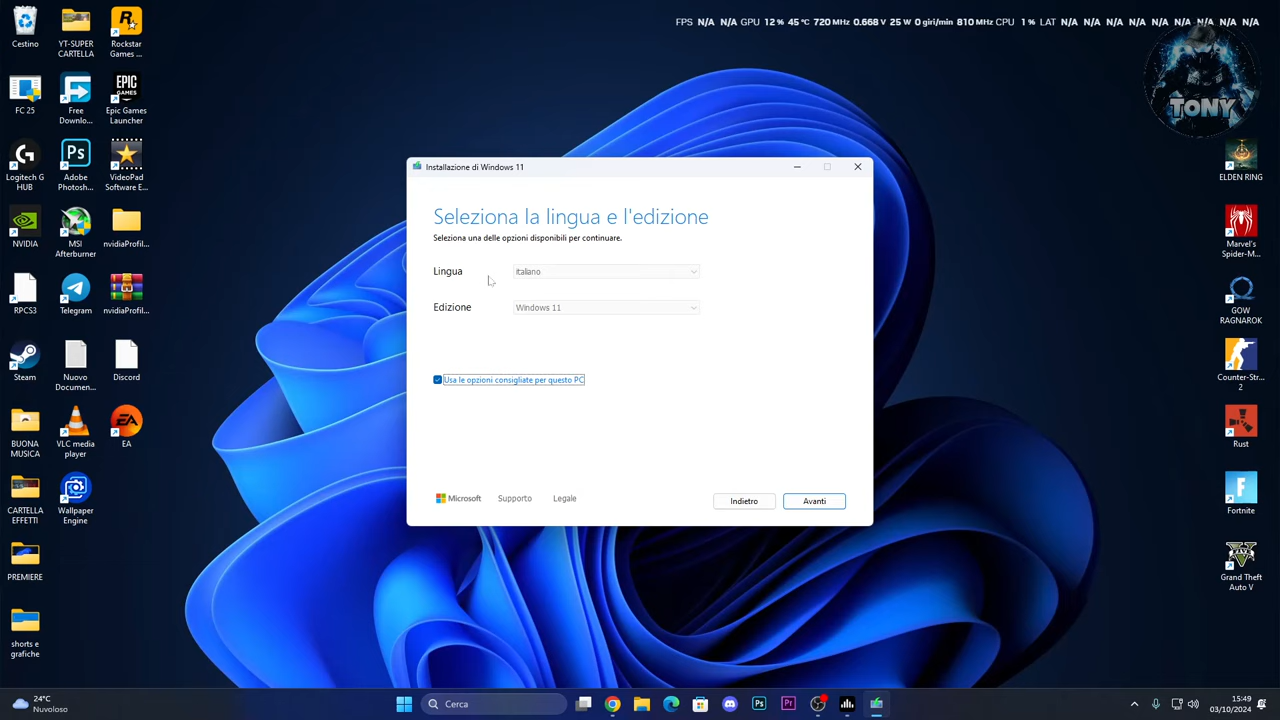 FPS N/A N/A GPU 12 % 45 °C 720 MHz 0.668 V 25 W 0 giri/min 810 MHz CPU 1 % LAT N/A N/A N/A N/A N/A N/A N/A N/A N/A
TONY
Cestino
YT-SUPER
CARTELLA
Rockstar
Games ...
FC 25
Free
Downlo...
EPIC
GAMES
Epic Games
Launcher
Logitech G
HUB
Ps
Adobe
Photosh...
VideoPad
Software E...
NVIDIA
MSI
Afterburner
nvidiaProfil...
RPCS3
Telegram
nvidiaProfil...
Steam
Nuovo
Documen...
Discord
BUONA
MUSICA
VLC media
player
EA
EA
CARTELLA
EFFETTI
Wallpaper
Engine
PREMIERE
shorts e
grafiche
Installazione di Windows 11
Seleziona la lingua e l'edizione
Seleziona una delle opzioni disponibili per continuare.
Lingua
italiano
Edizione
Windows 11
Usa le opzioni consigliate per questo PC
Microsoft
Supporto
Legale
Indietro
Avanti
ELDEN RING
Marvel's
Spider-M...
GOW
RAGNAROK
Counter-Str...
2
Rust
F
Fortnite
V
Grand Theft
Auto V
24°C
Nuvoloso
Cerca
Ps
Pr
15:49
03/10/2024